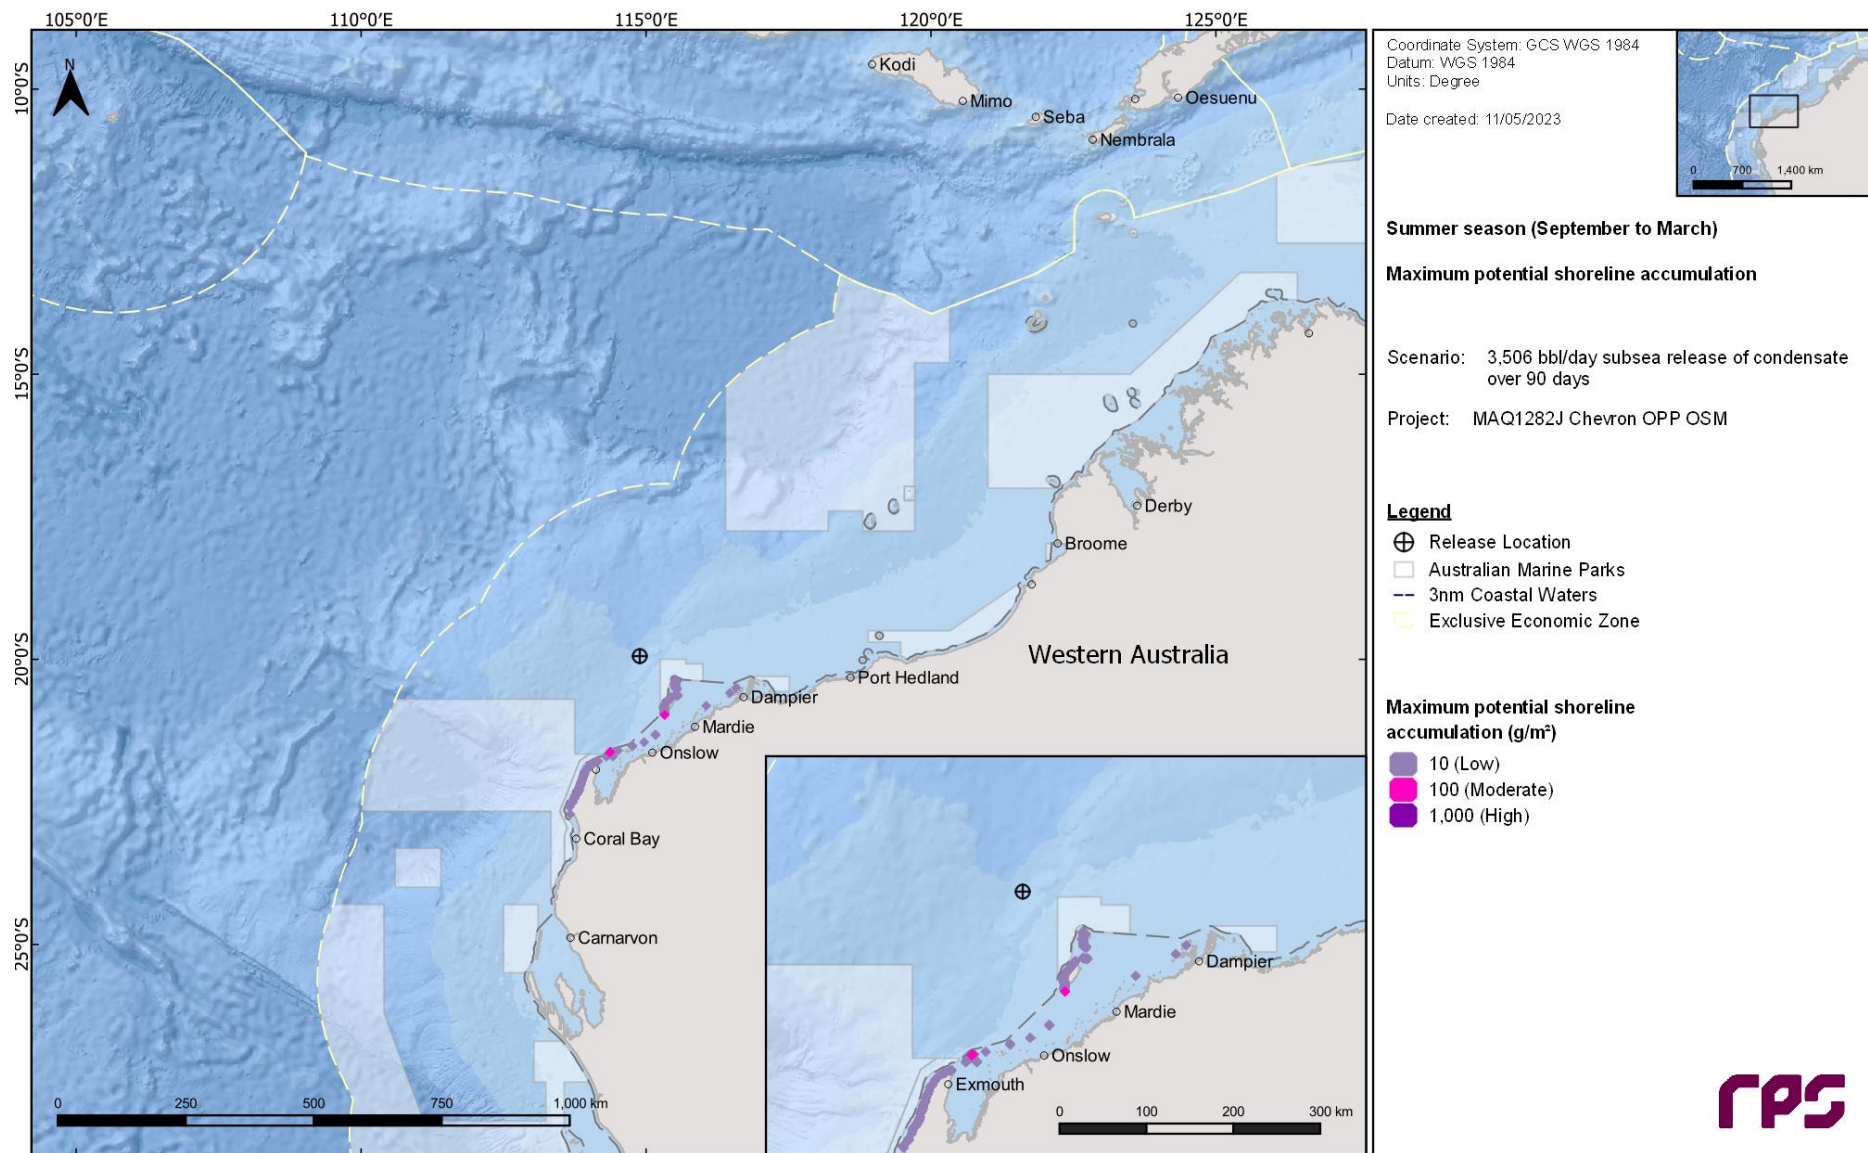 105°0'E 110°0'E 115°0'E 120°0'E 125°0'E
10°0'S
15°0'S
20°0'S
25°0'S
N
Kodi
Mimo
Seba
Oesuenu
Nembrala
Derby
Broome
Western Australia
Port Hedland
Dampier
Mardie
Onslow
Coral Bay
Carnarvon
0 250 500 750 1,000 km
Dampier
Mardie
Onslow
Exmouth
0 100 200 300 km
Coordinate System: GCS WGS 1984
Datum: WGS 1984
Units: Degree
Date created: 11/05/2023
0 700 1,400 km
Summer season (September to March)
Maximum potential shoreline accumulation
Scenario: 3,506 bbl/day subsea release of condensate
over 90 days
Project: MAQ1282J Chevron OPP OSM
Legend
Release Location
Australian Marine Parks
3nm Coastal Waters
Exclusive Economic Zone
Maximum potential shoreline
accumulation (g/m²)
10 (Low)
100 (Moderate)
1,000 (High)
rps